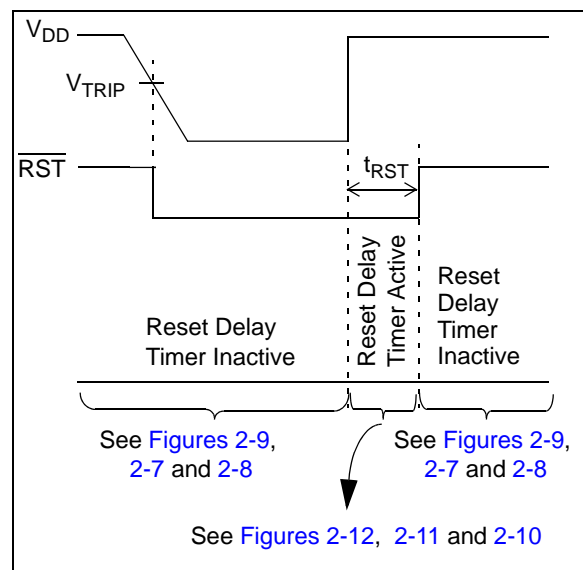 VDD
VTRIP
RST
tRST
Reset Delay
Timer Inactive
Reset Delay
Timer Active
Reset
Delay
Timer
Inactive
See Figures 2-9,
2-7 and 2-8
See Figures 2-9,
2-7 and 2-8
See Figures 2-12, 2-11 and 2-10